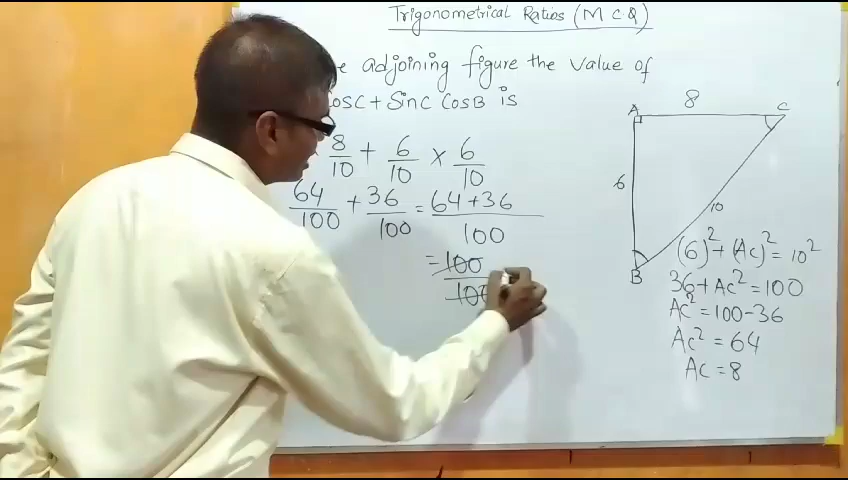 Trigonometrical Ratios (MCQ)
adjoining figure the value of
cosC + SinC CosB is
8/10 + 6/10 × 6/10
64/100 + 36/100 = 64+36/100
= 100/100
A 8 C
6
10
B
(6)² + (AC)² = 10²
36 + AC² = 100
AC² = 100 - 36
AC² = 64
AC = 8